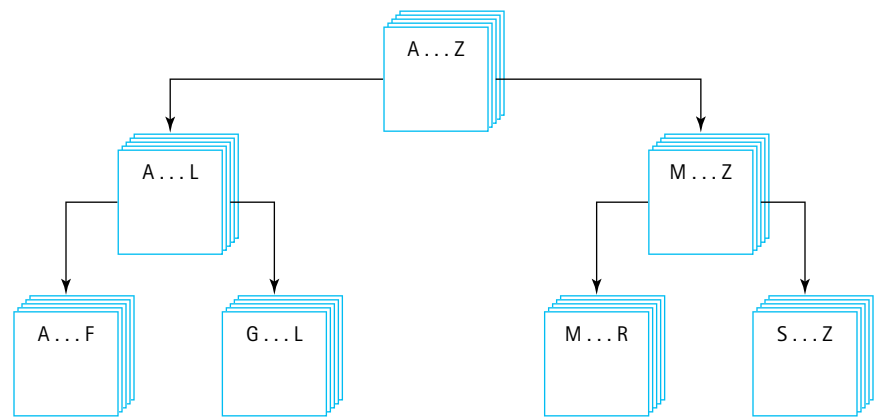 A . . . Z
A . . . L
M . . . Z
A . . . F
G . . . L
M . . . R
S . . . Z